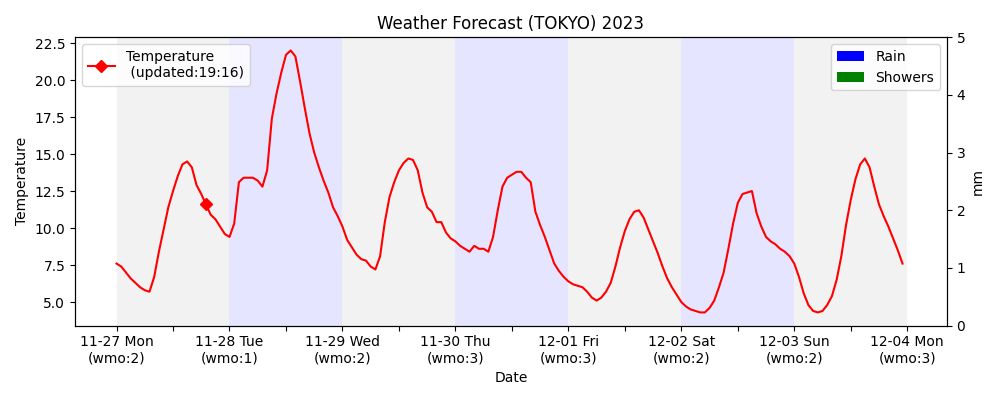 Weather Forecast (TOKYO) 2023
Temperature
(updated:19:16)
Rain
Showers
22.5
20.0
17.5
15.0
12.5
10.0
7.5
5.0
Temperature
5
4
3
2
1
0
mm
11-27 Mon 11-28 Tue 11-29 Wed 11-30 Thu 12-01 Fri 12-02 Sat 12-03 Sun 12-04 Mon
(wmo:2) (wmo:1) (wmo:2) (wmo:3) (wmo:3) (wmo:2) (wmo:2) (wmo:3)
Date